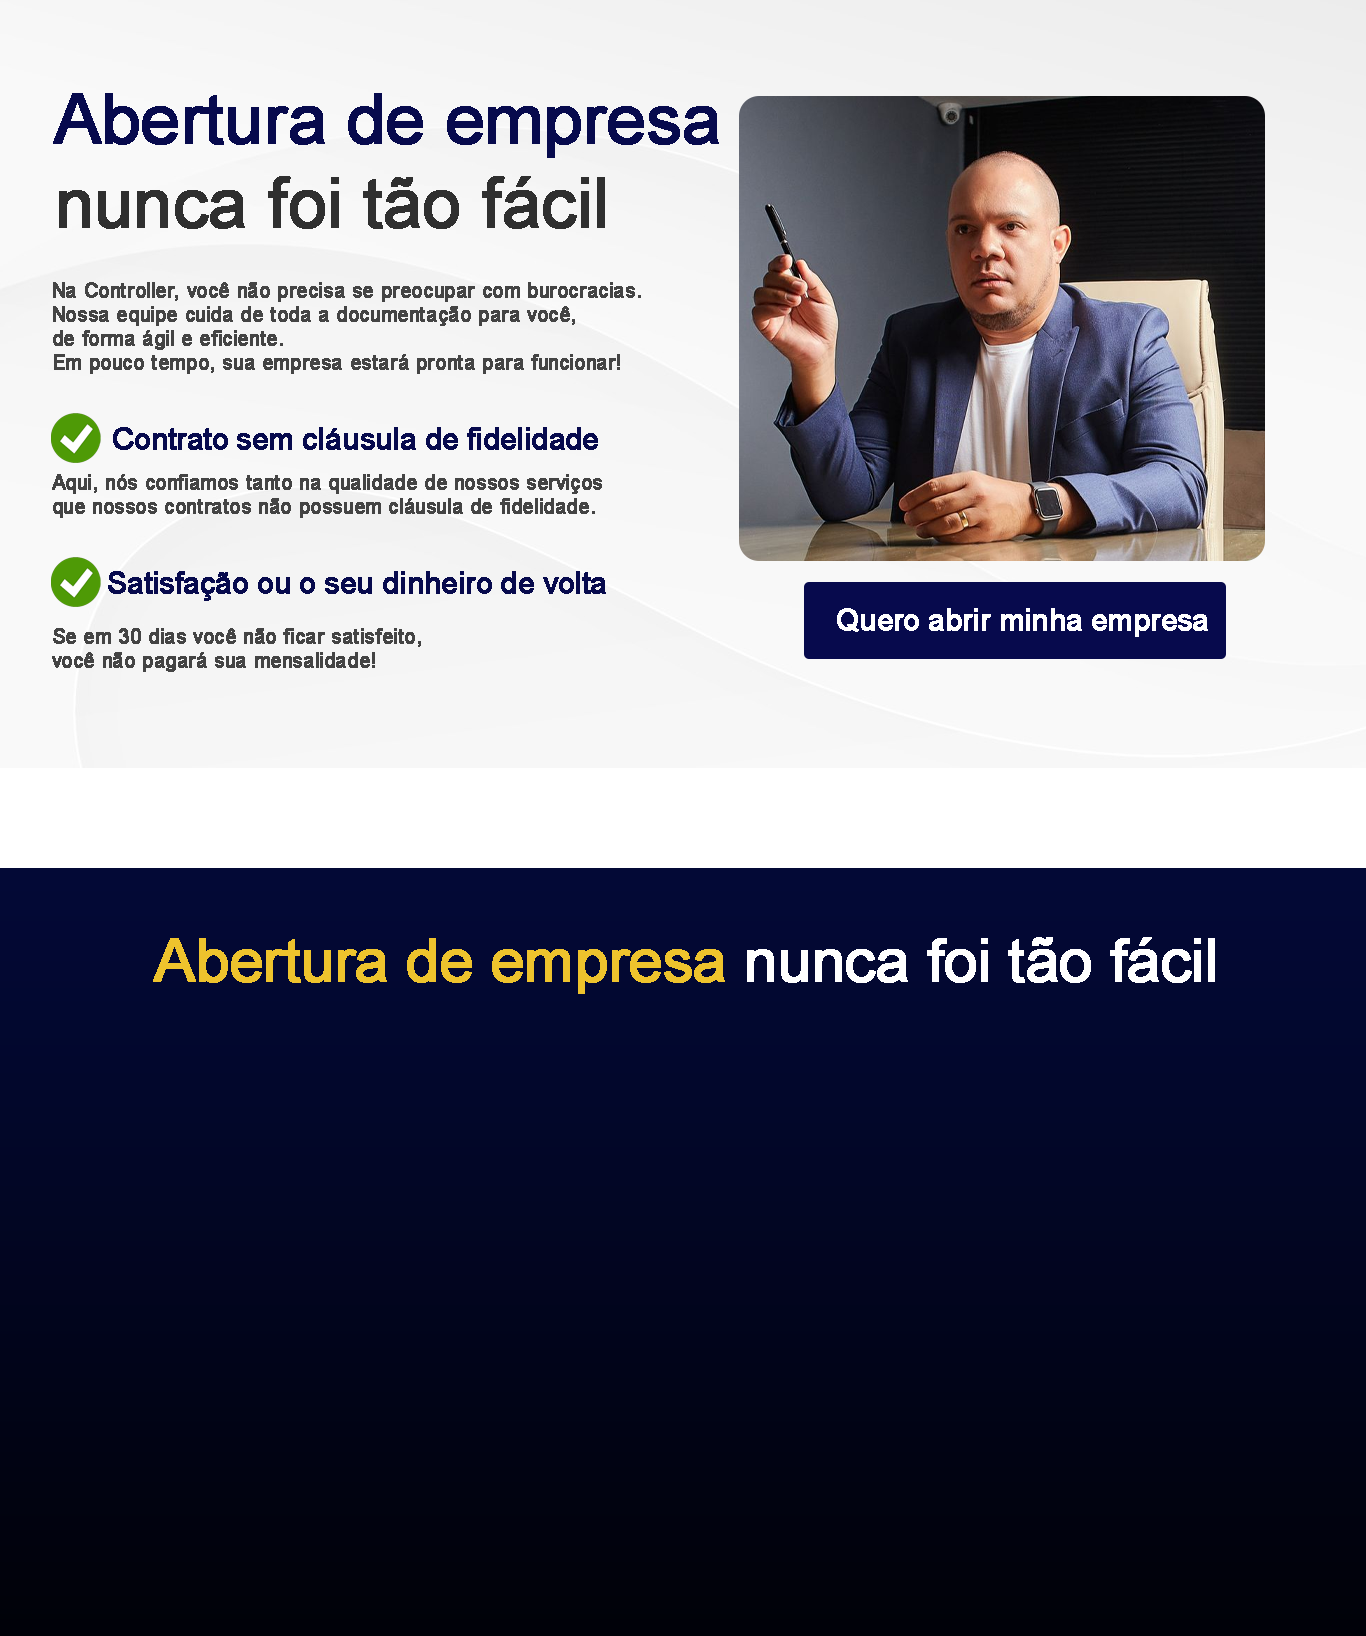 Abertura de empresa
nunca foi tão fácil
Na Controller, você não precisa se preocupar com burocracias.
Nossa equipe cuida de toda a documentação para você,
de forma ágil e eficiente.
Em pouco tempo, sua empresa estará pronta para funcionar!
Contrato sem cláusula de fidelidade
Aqui, nós confiamos tanto na qualidade de nossos serviços
que nossos contratos não possuem cláusula de fidelidade.
Satisfação ou o seu dinheiro de volta
Se em 30 dias você não ficar satisfeito,
você não pagará sua mensalidade!
Quero abrir minha empresa
Abertura de empresa nunca foi tão fácil